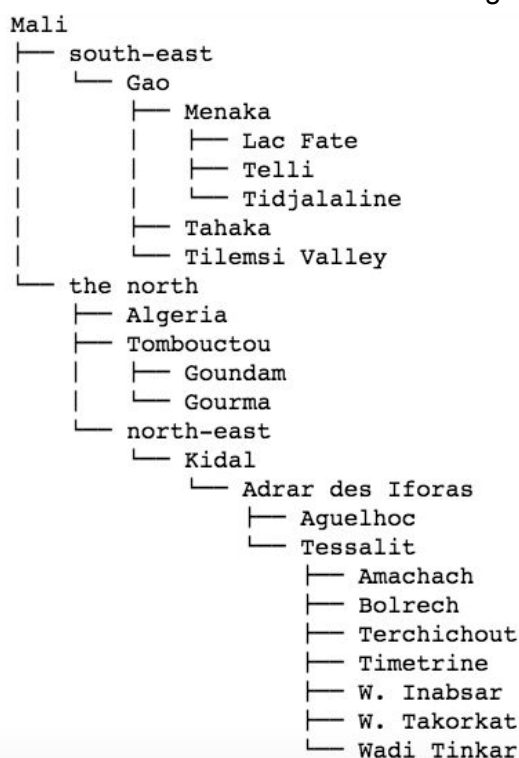 Mali
├── south-east
│   └── Gao
│       ├── Menaka
│       │   ├── Lac Fate
│       │   ├── Telli
│       │   └── Tidjalaline
│       ├── Tahaka
│       └── Tilemsi Valley
└── the north
    ├── Algeria
    ├── Tombouctou
    │   ├── Goundam
    │   └── Gourma
    └── north-east
        └── Kidal
            └── Adrar des Iforas
                ├── Aguelhoc
                └── Tessalit
                    ├── Amachach
                    ├── Bolrech
                    ├── Terchichout
                    ├── Timetrine
                    ├── W. Inabsar
                    ├── W. Takorkat
                    └── Wadi Tinkar